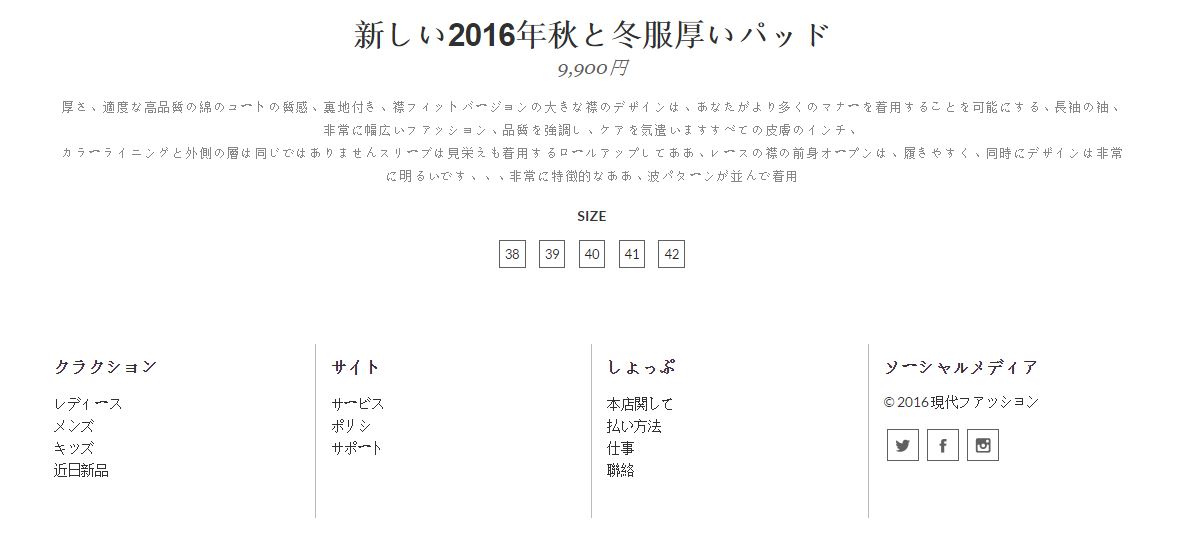 新しい2016年秋と冬服厚いパッド
9,900円
厚さ、適度な高品質の綿のコートの質感、裏地付き、襟フィットバージョンの大きな襟のデザインは、あなたがより多くのマナーを着用することを可能にする、長袖の袖、
非常に幅広いファッション、品質を強調し、ケアを気遣いますすべての皮膚のインチ、
カラーライニングと外側の層は同じではありませんスリーブは見栄えも着用するロールアップしてああ、レースの襟の前身オープンは、履きやすく、同時にデザインは非常
に明るいです、、、非常に特徴的なああ、波パターンが並んで着用
SIZE
38 39 40 41 42
クラクション
レディース
メンズ
キッズ
近日新品
サイト
サービス
ポリシ
サポート
しょっぷ
本店関して
払い方法
仕事
聯絡
ソーシャルメディア
© 2016 現代ファッション